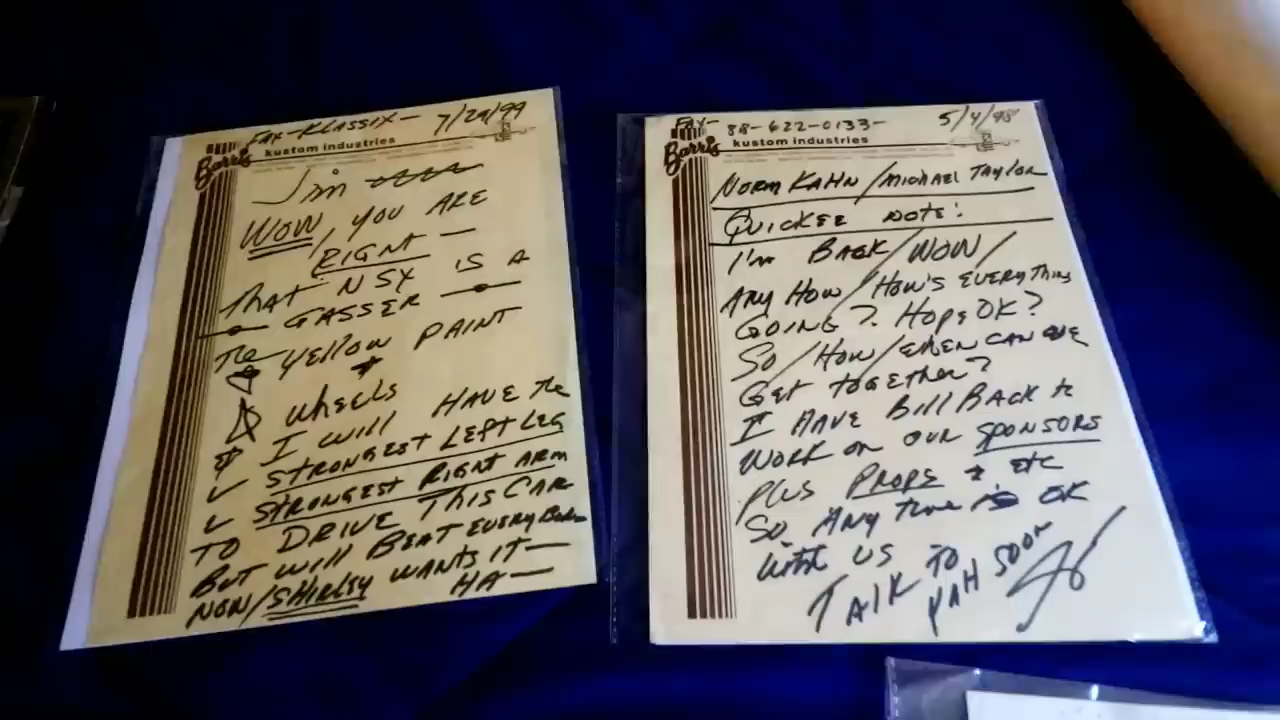 FAX-KLASSIX- 7/29/99
Barris kustom industries
Jim
WOW, YOU ARE
RIGHT —
THAT NSX IS A
GASSER
THE YELLOW PAINT
& WHEELS
I WILL HAVE THE
STRONGEST LEFT LEG
STRONGEST RIGHT ARM
TO DRIVE THIS CAR
BUT WILL BEAT EVERY
NOW/SHIRLEY WANTS IT—
HA—
FAX- 88-622-0133- 5/4/98
Barris kustom industries
NORM KAHN/MICHAEL TAYLOR
QUICKEE NOTE:
I'M BACK/WOW/
ANY HOW/HOW'S EVERYTHING
GOING? HOPE OK?
SO/HOW/WHEN CAN WE
GET TOGETHER?
I HAVE BILL BACK to
WORK ON OUR SPONSORS
PLUS PROPS + ETC
SO ANY TIME IS OK
WITH US
TALK TO
YAH SOON